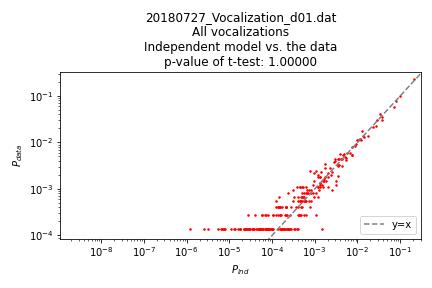 20180727_Vocalization_d01.dat
All vocalizations
Independent model vs. the data
p-value of t-test: 1.00000
10⁻¹
10⁻²
10⁻³
10⁻⁴
P_data
y=x
10⁻⁸ 10⁻⁷ 10⁻⁶ 10⁻⁵ 10⁻⁴ 10⁻³ 10⁻² 10⁻¹
P_ind